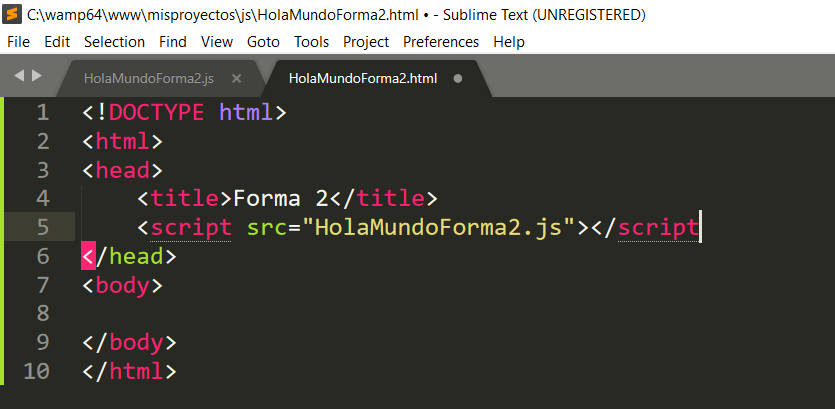 C:\wamp64\www\misproyectos\js\HolaMundoForma2.html • - Sublime Text (UNREGISTERED)
File Edit Selection Find View Goto Tools Project Preferences Help
HolaMundoForma2.js × HolaMundoForma2.html
1 <!DOCTYPE html>
2 <html>
3 <head>
4 <title>Forma 2</title>
5 <script src="HolaMundoForma2.js"></script
6 </head>
7 <body>
8
9 </body>
10 </html>